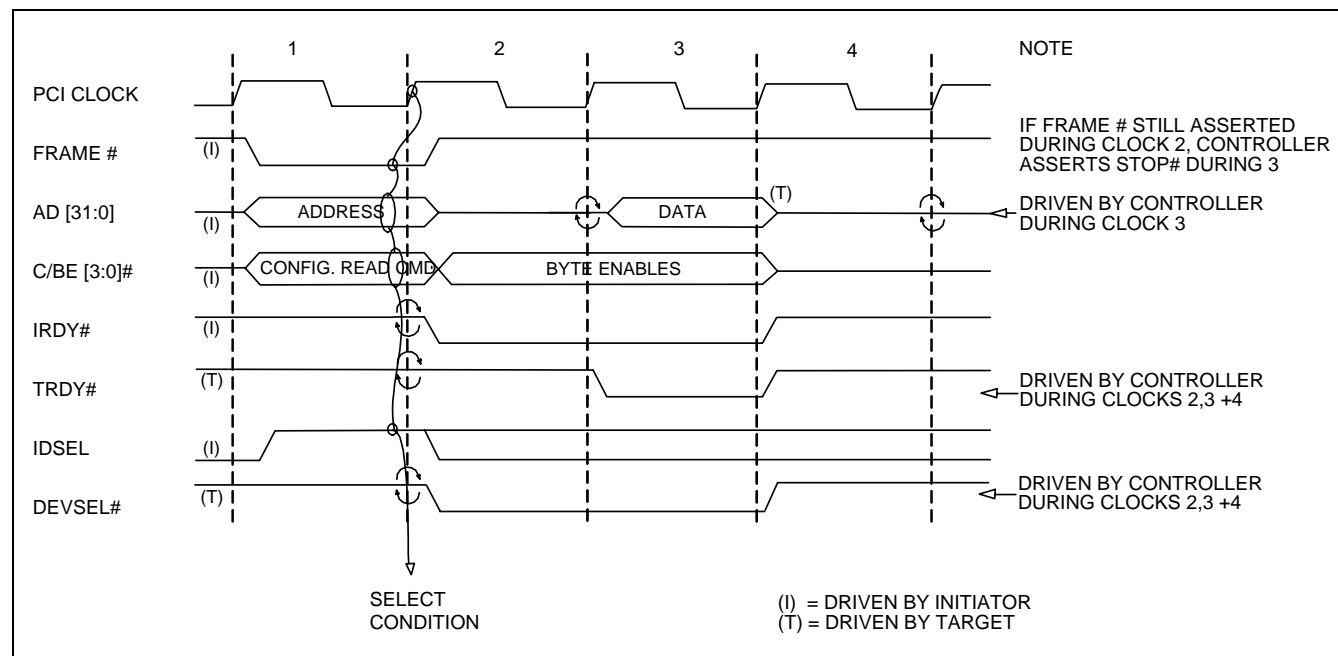 1 2 3 4 NOTE
PCI CLOCK
FRAME # (I)
IF FRAME # STILL ASSERTED
DURING CLOCK 2, CONTROLLER
ASSERTS STOP# DURING 3
AD [31:0] (I) ADDRESS DATA (T)
DRIVEN BY CONTROLLER
DURING CLOCK 3
C/BE [3:0]# (I) CONFIG. READ CMD. BYTE ENABLES
IRDY# (I)
TRDY# (T)
DRIVEN BY CONTROLLER
DURING CLOCKS 2,3 +4
IDSEL (I)
DEVSEL# (T)
DRIVEN BY CONTROLLER
DURING CLOCKS 2,3 +4
SELECT
CONDITION
(I) = DRIVEN BY INITIATOR
(T) = DRIVEN BY TARGET